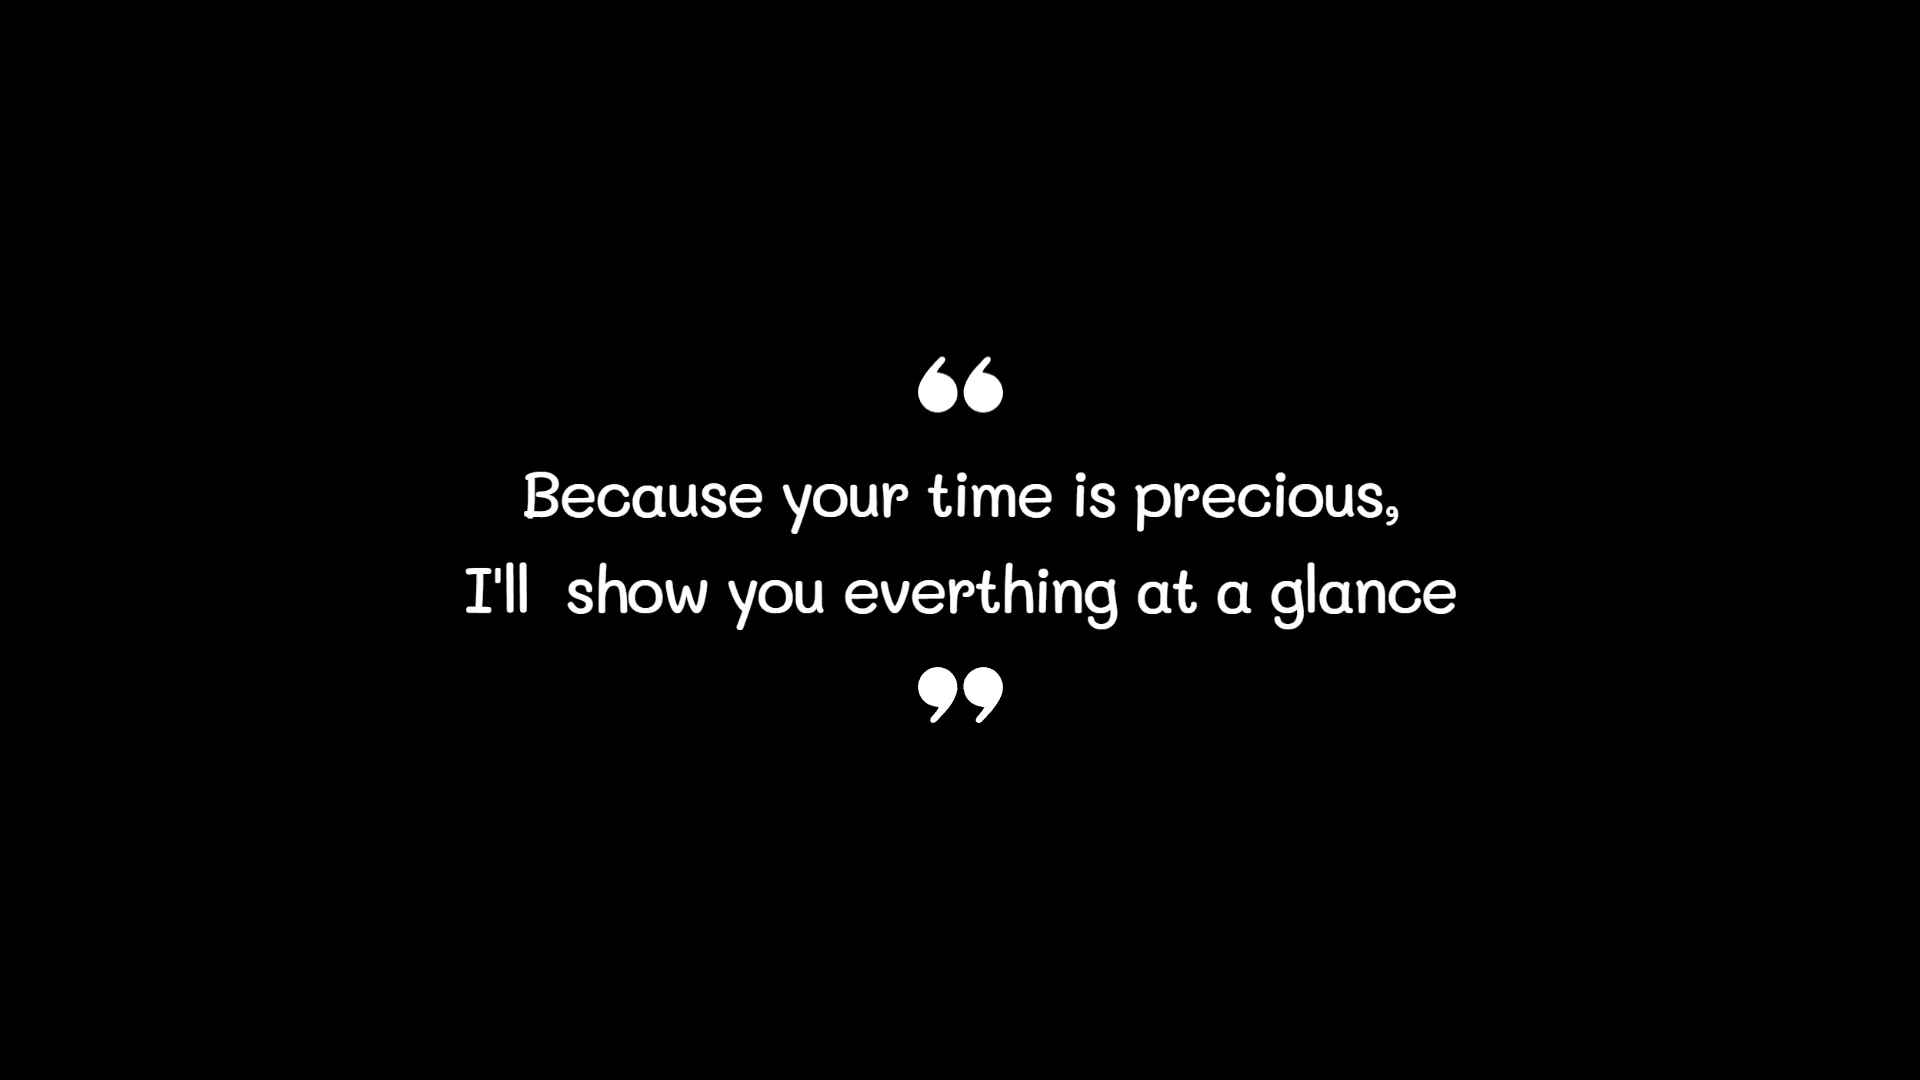 “
Because your time is precious,
I'll  show you everthing at a glance
”